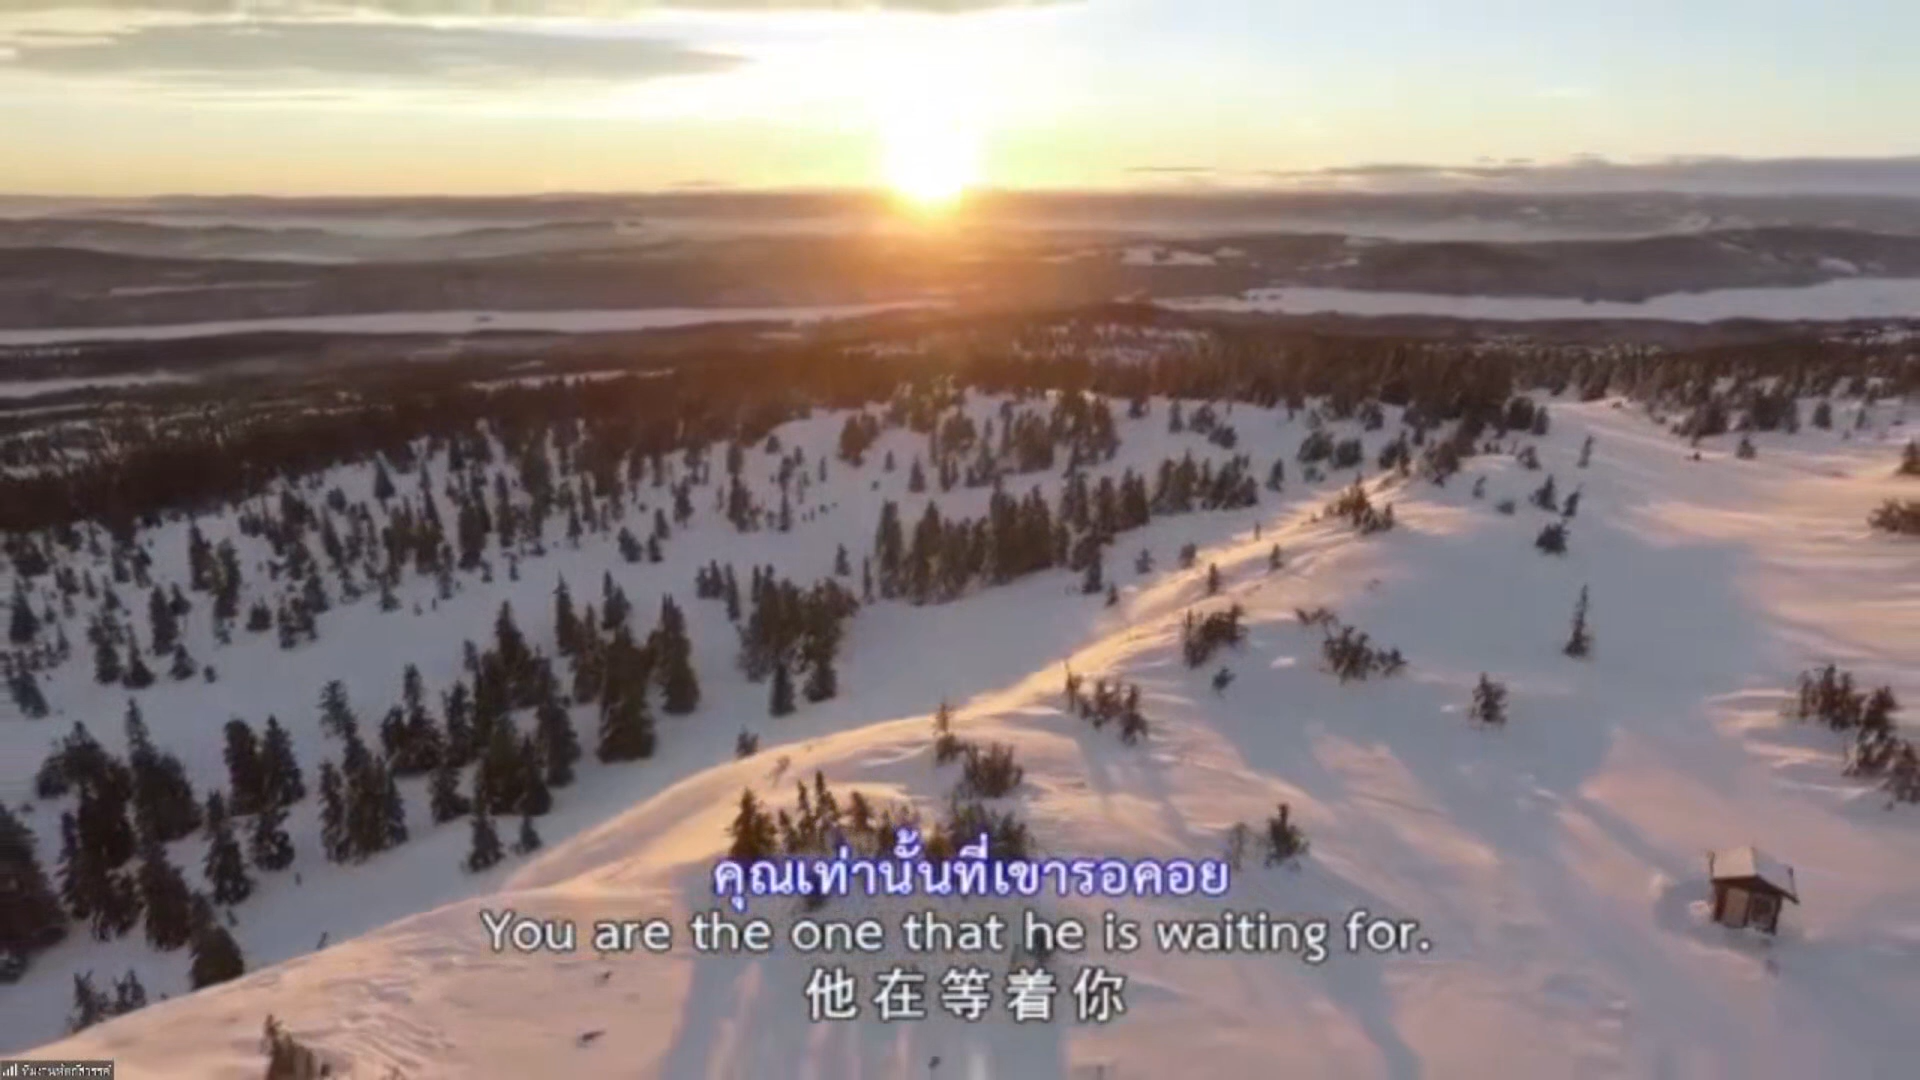 คุณเท่านั้นที่เขารอคอย
You are the one that he is waiting for.
他在等着你